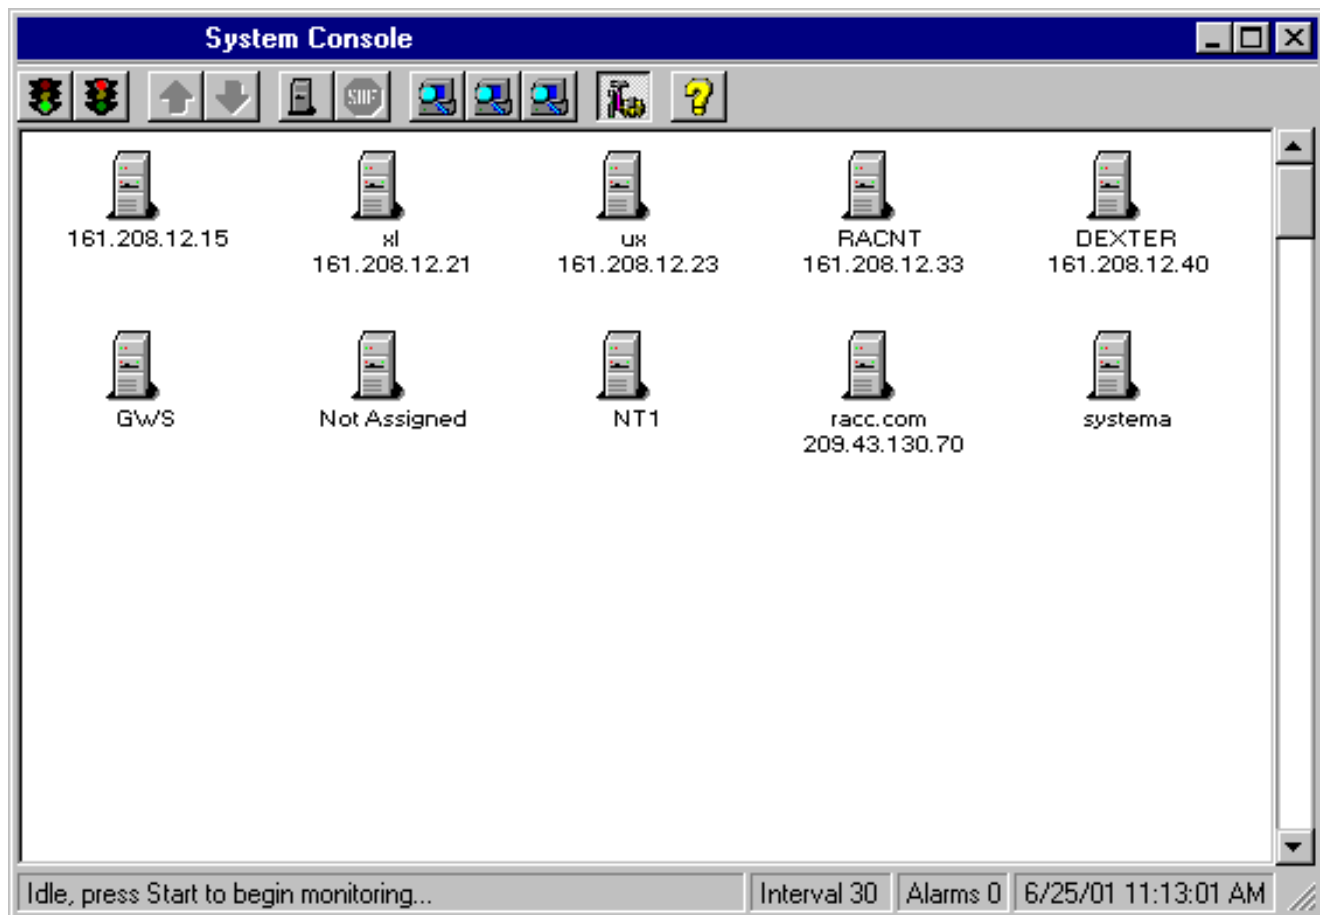 System Console
161.208.12.15
xl
161.208.12.21
ux
161.208.12.23
RACNT
161.208.12.33
DEXTER
161.208.12.40
GWS
Not Assigned
NT1
racc.com
209.43.130.70
systema
Idle, press Start to begin monitoring...
Interval 30
Alarms 0
6/25/01 11:13:01 AM